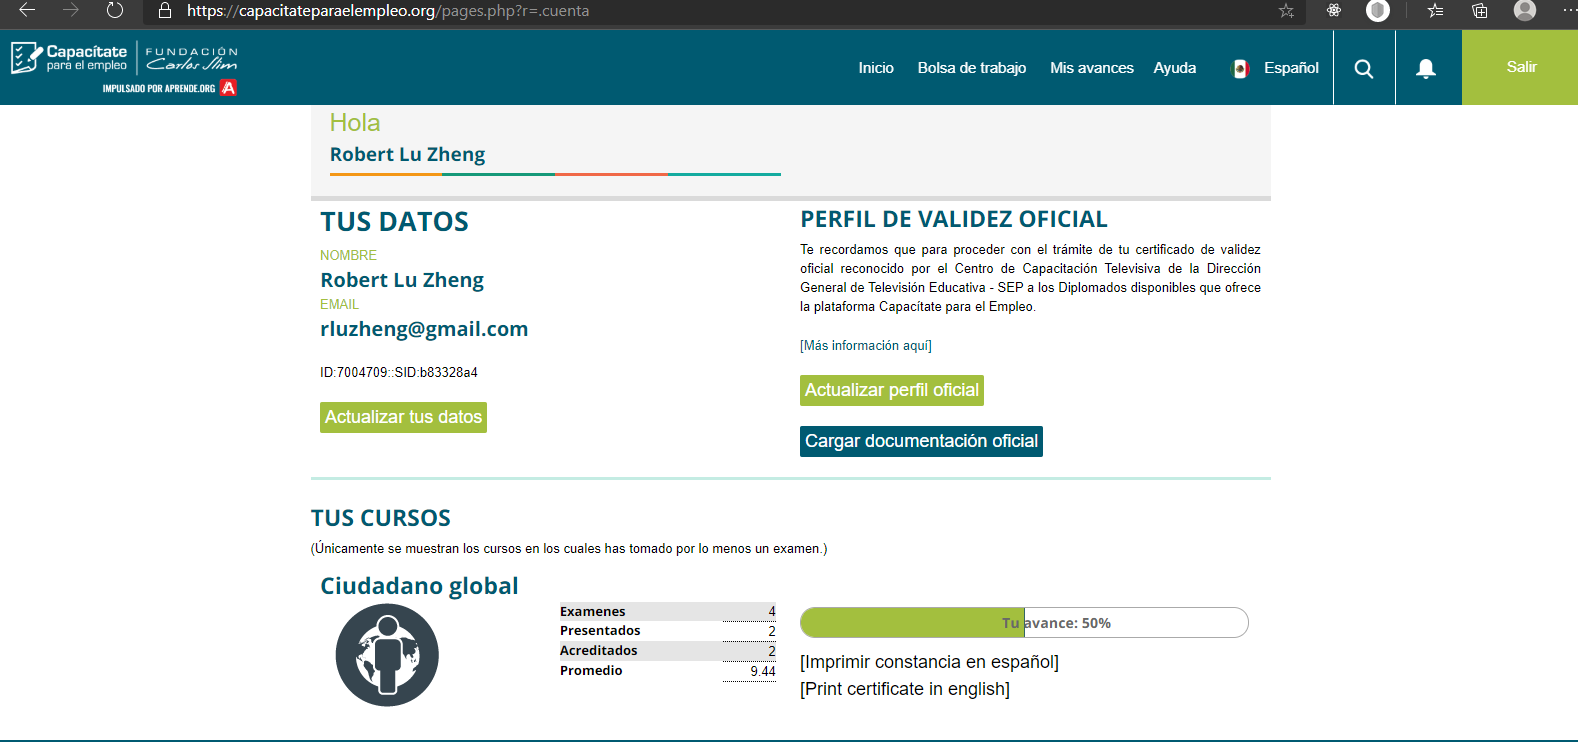 https://capacitateparaelempleo.org/pages.php?r=.cuenta
Capacítate para el empleo
FUNDACIÓN Carlos Slim
IMPULSADO POR APRENDE.ORG
Inicio Bolsa de trabajo Mis avances Ayuda Español Salir
Hola
Robert Lu Zheng
TUS DATOS
NOMBRE
Robert Lu Zheng
EMAIL
rluzheng@gmail.com
ID:7004709::SID:b83328a4
Actualizar tus datos
PERFIL DE VALIDEZ OFICIAL
Te recordamos que para proceder con el trámite de tu certificado de validez
oficial reconocido por el Centro de Capacitación Televisiva de la Dirección
General de Televisión Educativa - SEP a los Diplomados disponibles que ofrece
la plataforma Capacítate para el Empleo.
[Más información aquí]
Actualizar perfil oficial
Cargar documentación oficial
TUS CURSOS
(Únicamente se muestran los cursos en los cuales has tomado por lo menos un examen.)
Ciudadano global
Examenes 4
Presentados 2
Acreditados 2
Promedio 9.44
Tu avance: 50%
[Imprimir constancia en español]
[Print certificate in english]